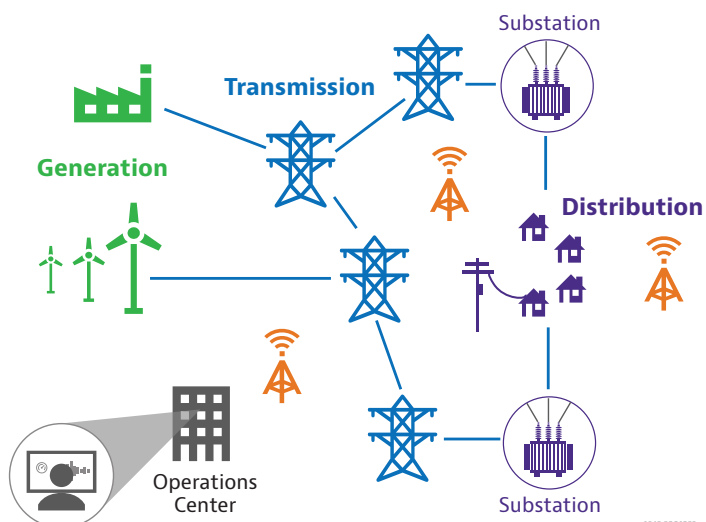 Substation
Transmission
Generation
Distribution
Operations
Center
Substation